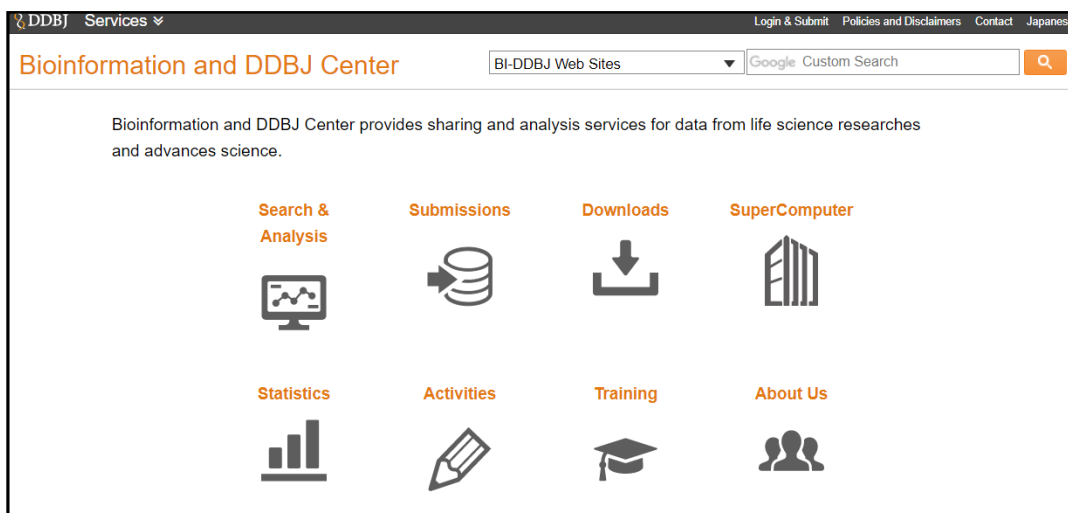 DDBJ Services Login & Submit Policies and Disclaimers Contact Japanes
Bioinformation and DDBJ Center BI-DDBJ Web Sites Google Custom Search
Bioinformation and DDBJ Center provides sharing and analysis services for data from life science researches
and advances science.
Search & Analysis
Submissions
Downloads
SuperComputer
Statistics
Activities
Training
About Us